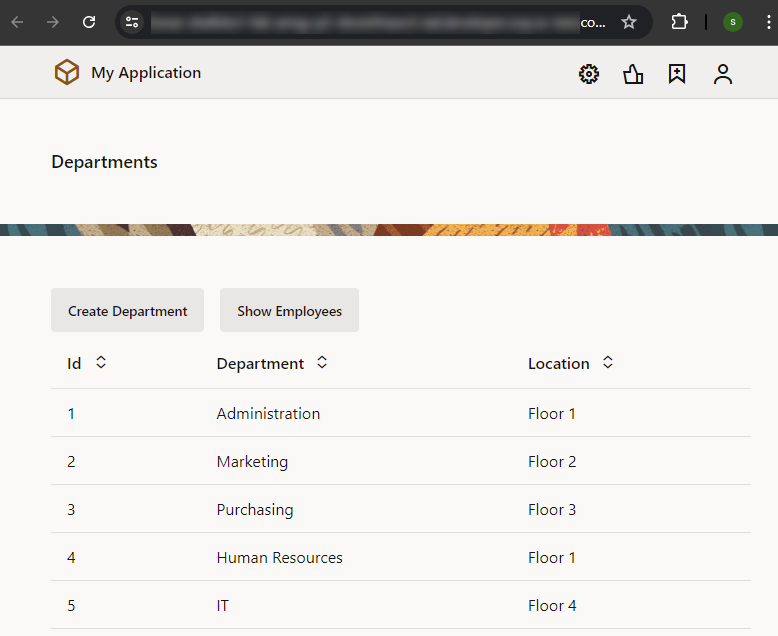 co...
S
My Application
Departments
Create Department Show Employees
Id Department Location
1 Administration Floor 1
2 Marketing Floor 2
3 Purchasing Floor 3
4 Human Resources Floor 1
5 IT Floor 4